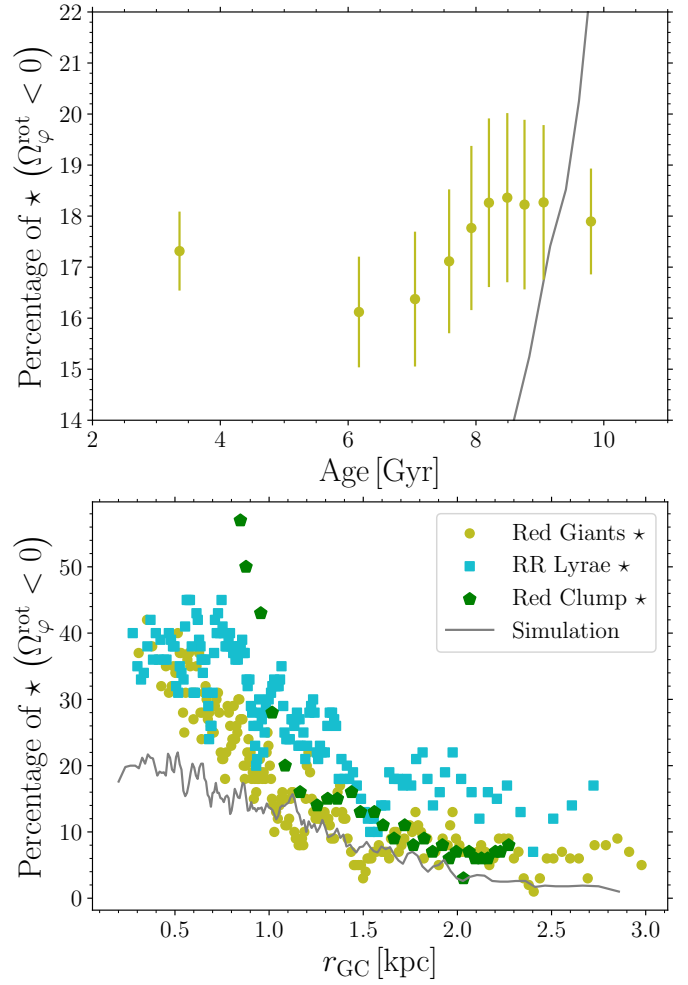 22
21
20
19
18
17
16
15
14
Percentage of ⋆ (Ω_φ^rot < 0)
2 4 6 8 10
Age [Gyr]
50
40
30
20
10
0
Percentage of ⋆ (Ω_φ^rot < 0)
Red Giants ⋆
RR Lyrae ⋆
Red Clump ⋆
Simulation
0.5 1.0 1.5 2.0 2.5 3.0
r_GC [kpc]